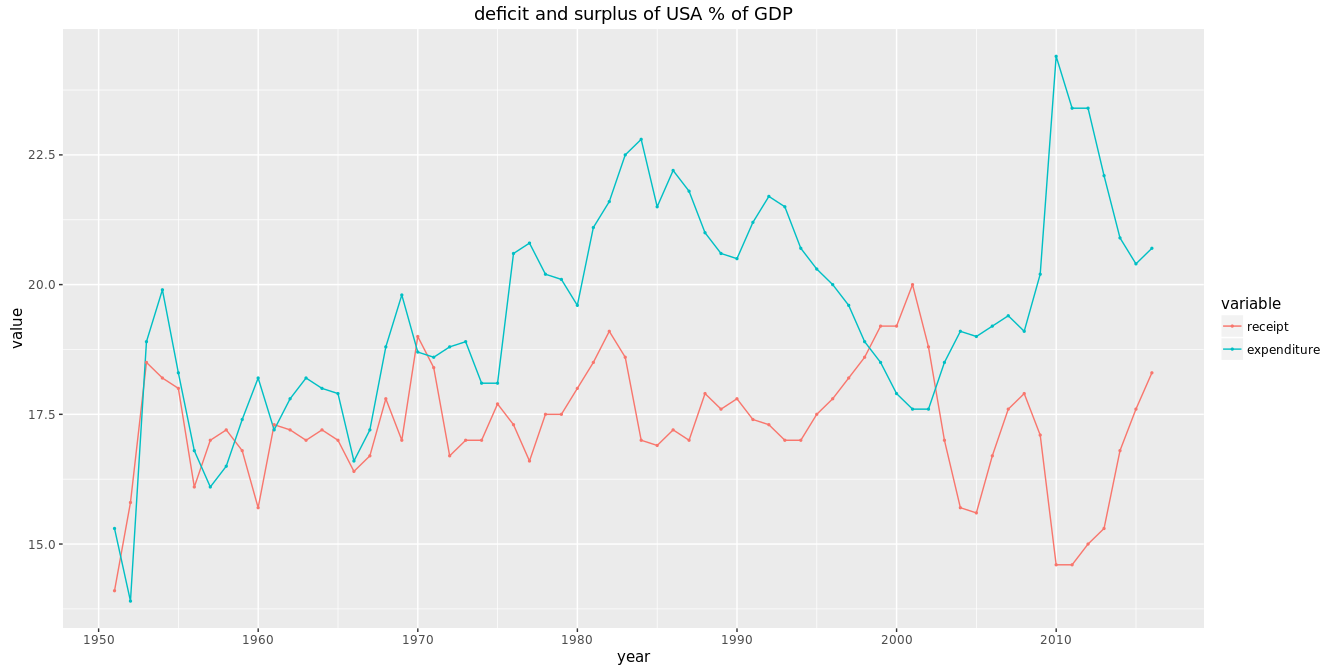 deficit and surplus of USA % of GDP
value
22.5
20.0
17.5
15.0
1950 1960 1970 1980 1990 2000 2010
year
variable
receipt
expenditure